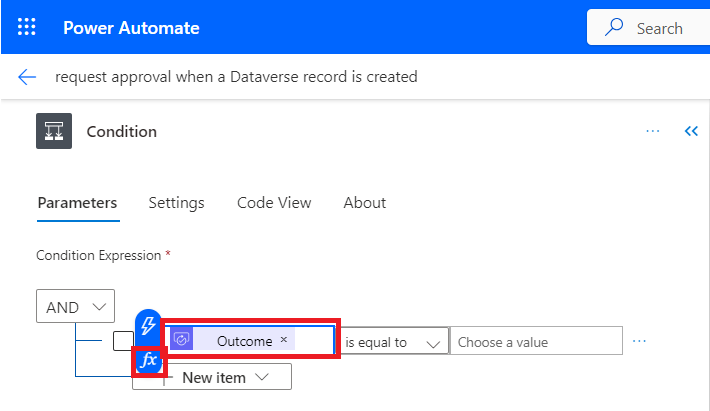 Power Automate
Search
request approval when a Dataverse record is created
Condition
Parameters Settings Code View About
Condition Expression *
AND
Outcome × is equal to Choose a value
fx
New item